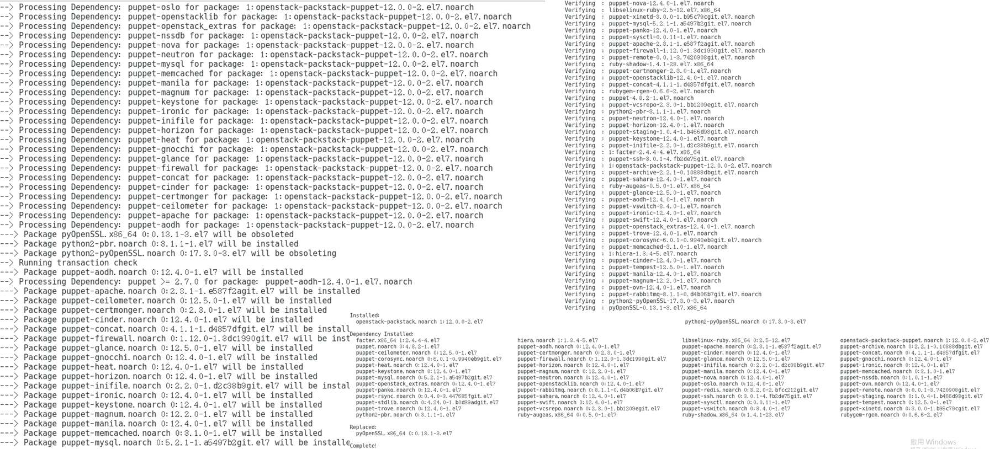 --> Processing Dependency: puppet-oslo for package: 1:openstack-packstack-puppet-12.0.0-2.el7.noarch
--> Processing Dependency: puppet-openstacklib for package: 1:openstack-packstack-puppet-12.0.0-2.el7.noarch
--> Processing Dependency: puppet-openstack_extras for package: 1:openstack-packstack-puppet-12.0.0-2.el7.noarch
--> Processing Dependency: puppet-nssdb for package: 1:openstack-packstack-puppet-12.0.0-2.el7.noarch
--> Processing Dependency: puppet-nova for package: 1:openstack-packstack-puppet-12.0.0-2.el7.noarch
--> Processing Dependency: puppet-neutron for package: 1:openstack-packstack-puppet-12.0.0-2.el7.noarch
--> Processing Dependency: puppet-mysql for package: 1:openstack-packstack-puppet-12.0.0-2.el7.noarch
--> Processing Dependency: puppet-memcached for package: 1:openstack-packstack-puppet-12.0.0-2.el7.noarch
--> Processing Dependency: puppet-manila for package: 1:openstack-packstack-puppet-12.0.0-2.el7.noarch
--> Processing Dependency: puppet-magnum for package: 1:openstack-packstack-puppet-12.0.0-2.el7.noarch
--> Processing Dependency: puppet-keystone for package: 1:openstack-packstack-puppet-12.0.0-2.el7.noarch
--> Processing Dependency: puppet-ironic for package: 1:openstack-packstack-puppet-12.0.0-2.el7.noarch
--> Processing Dependency: puppet-inifile for package: 1:openstack-packstack-puppet-12.0.0-2.el7.noarch
--> Processing Dependency: puppet-horizon for package: 1:openstack-packstack-puppet-12.0.0-2.el7.noarch
--> Processing Dependency: puppet-heat for package: 1:openstack-packstack-puppet-12.0.0-2.el7.noarch
--> Processing Dependency: puppet-gnocchi for package: 1:openstack-packstack-puppet-12.0.0-2.el7.noarch
--> Processing Dependency: puppet-glance for package: 1:openstack-packstack-puppet-12.0.0-2.el7.noarch
--> Processing Dependency: puppet-firewall for package: 1:openstack-packstack-puppet-12.0.0-2.el7.noarch
--> Processing Dependency: puppet-concat for package: 1:openstack-packstack-puppet-12.0.0-2.el7.noarch
--> Processing Dependency: puppet-cinder for package: 1:openstack-packstack-puppet-12.0.0-2.el7.noarch
--> Processing Dependency: puppet-certmonger for package: 1:openstack-packstack-puppet-12.0.0-2.el7.noarch
--> Processing Dependency: puppet-ceilometer for package: 1:openstack-packstack-puppet-12.0.0-2.el7.noarch
--> Processing Dependency: puppet-apache for package: 1:openstack-packstack-puppet-12.0.0-2.el7.noarch
--> Processing Dependency: puppet-aodh for package: 1:openstack-packstack-puppet-12.0.0-2.el7.noarch
---> Package pyOpenSSL.x86_64 0:0.13.1-3.el7 will be obsoleted
---> Package python2-pbr.noarch 0:3.1.1-1.el7 will be installed
---> Package python2-pyOpenSSL.noarch 0:17.3.0-3.el7 will be obsoleting
--> Running transaction check
---> Package puppet-aodh.noarch 0:12.4.0-1.el7 will be installed
--> Processing Dependency: puppet >= 2.7.0 for package: puppet-aodh-12.4.0-1.el7.noarch
---> Package puppet-apache.noarch 0:2.3.1-1.e587f2agit.el7 will be installed
---> Package puppet-ceilometer.noarch 0:12.5.0-1.el7 will be installed
---> Package puppet-certmonger.noarch 0:2.3.0-1.el7 will be installed
---> Package puppet-cinder.noarch 0:12.4.0-1.el7 will be installed
---> Package puppet-concat.noarch 0:4.1.1-1.d4857dfgit.el7 will be install
---> Package puppet-firewall.noarch 0:1.12.0-1.3dc1990git.el7 will be inst
---> Package puppet-glance.noarch 0:12.5.0-1.el7 will be installed
---> Package puppet-gnocchi.noarch 0:12.4.0-1.el7 will be installed
---> Package puppet-heat.noarch 0:12.4.0-1.el7 will be installed
---> Package puppet-horizon.noarch 0:12.4.0-1.el7 will be installed
---> Package puppet-inifile.noarch 0:2.2.0-1.d2c38b9git.el7 will be instal
---> Package puppet-ironic.noarch 0:12.4.0-1.el7 will be installed
---> Package puppet-keystone.noarch 0:12.4.0-1.el7 will be installed
---> Package puppet-magnum.noarch 0:12.2.0-1.el7 will be installed
---> Package puppet-manila.noarch 0:12.4.0-1.el7 will be installed
---> Package puppet-memcached.noarch 0:3.1.0-1.el7 will be installed
---> Package puppet-mysql.noarch 0:5.2.1-1.a5497b2git.el7 will be installe
Verifying : puppet-nova-12.4.0-1.el7.noarch
Verifying : libselinux-ruby-2.5-12.el7.x86_64
Verifying : puppet-xinetd-3.0.0-1.b95c79cgit.el7.noarch
Verifying : puppet-mysql-5.2.1-1.a5497b2git.el7.noarch
Verifying : puppet-panko-12.4.0-1.el7.noarch
Verifying : puppet-sysctl-0.0.11-1.el7.noarch
Verifying : puppet-apache-2.3.1-1.e587f2agit.el7.noarch
Verifying : puppet-firewall-1.12.0-1.3dc1990git.el7.noarch
Verifying : puppet-remote-0.0.1-3.7420908git.el7.noarch
Verifying : ruby-shadow-1.4.1-23.el7.x86_64
Verifying : puppet-certmonger-2.3.0-1.el7.noarch
Verifying : puppet-openstacklib-12.4.0-1.el7.noarch
Verifying : puppet-concat-4.1.1-1.d4857dfgit.el7.noarch
Verifying : rubygem-rgen-0.6.6-2.el7.noarch
Verifying : puppet-4.8.2-1.el7.noarch
Verifying : puppet-vcsrepo-2.3.0-1.bb1209egit.el7.noarch
Verifying : python2-pbr-3.1.1-1.el7.noarch
Verifying : puppet-neutron-12.4.0-1.el7.noarch
Verifying : puppet-horizon-12.4.0-1.el7.noarch
Verifying : puppet-staging-1.0.4-1.b466d93git.el7.noarch
Verifying : puppet-keystone-12.4.0-1.el7.noarch
Verifying : puppet-inifile-2.2.0-1.d2c38b9git.el7.noarch
Verifying : 1:facter-2.4.4-4.el7.x86_64
Verifying : puppet-ssh-3.0.1-4.fb2de75git.el7.noarch
Verifying : 1:openstack-packstack-puppet-12.0.0-2.el7.noarch
Verifying : puppet-archive-2.2.1-0.10888dbgit.el7.noarch
Verifying : puppet-sahara-12.4.0-1.el7.noarch
Verifying : ruby-augeas-0.5.0-1.el7.x86_64
Verifying : puppet-glance-12.5.0-1.el7.noarch
Verifying : puppet-aodh-12.4.0-1.el7.noarch
Verifying : puppet-vswitch-8.4.0-1.el7.noarch
Verifying : puppet-ironic-12.4.0-1.el7.noarch
Verifying : puppet-swift-12.4.0-1.el7.noarch
Verifying : puppet-openstack_extras-12.4.0-1.el7.noarch
Verifying : puppet-trove-12.4.0-1.el7.noarch
Verifying : puppet-corosync-6.0.1-0.9940eb9git.el7.noarch
Verifying : puppet-memcached-3.1.0-1.el7.noarch
Verifying : 1:hiera-1.3.4-5.el7.noarch
Verifying : puppet-cinder-12.4.0-1.el7.noarch
Verifying : puppet-tempest-12.5.0-1.el7.noarch
Verifying : puppet-manila-12.4.0-1.el7.noarch
Verifying : puppet-magnum-12.2.0-1.el7.noarch
Verifying : puppet-ovn-12.4.0-1.el7.noarch
Verifying : puppet-rabbitmq-8.1.1-0.d4b06b7git.el7.noarch
Verifying : python2-pyOpenSSL-17.3.0-3.el7.noarch
Verifying : pyOpenSSL-0.13.1-3.el7.x86_64
Installed:
openstack-packstack.noarch 1:12.0.0-2.el7 python2-pyOpenSSL.noarch 0:17.3.0-3.el7
Dependency Installed:
facter.x86_64 1:2.4.4-4.el7 hiera.noarch 1:1.3.4-5.el7 libselinux-ruby.x86_64 0:2.5-12.el7 openstack-packstack-puppet.noarch 1:12.0.0-2.el7
puppet.noarch 0:4.8.2-1.el7 puppet-aodh.noarch 0:12.4.0-1.el7 puppet-apache.noarch 0:2.3.1-1.e587f2agit.el7 puppet-archive.noarch 0:2.2.1-0.10888dbgit.el7
puppet-ceilometer.noarch 0:12.5.0-1.el7 puppet-certmonger.noarch 0:2.3.0-1.el7 puppet-cinder.noarch 0:12.4.0-1.el7 puppet-concat.noarch 0:4.1.1-1.d4857dfgit.el7
puppet-corosync.noarch 0:6.0.1-0.9940eb9git.el7 puppet-firewall.noarch 0:1.12.0-1.3dc1990git.el7 puppet-glance.noarch 0:12.5.0-1.el7 puppet-gnocchi.noarch 0:12.4.0-1.el7
puppet-heat.noarch 0:12.4.0-1.el7 puppet-horizon.noarch 0:12.4.0-1.el7 puppet-inifile.noarch 0:2.2.0-1.d2c38b9git.el7 puppet-ironic.noarch 0:12.4.0-1.el7
puppet-keystone.noarch 0:12.4.0-1.el7 puppet-magnum.noarch 0:12.2.0-1.el7 puppet-manila.noarch 0:12.4.0-1.el7 puppet-memcached.noarch 0:3.1.0-1.el7
puppet-mysql.noarch 0:5.2.1-1.a5497b2git.el7 puppet-neutron.noarch 0:12.4.0-1.el7 puppet-nova.noarch 0:12.4.0-1.el7 puppet-nssdb.noarch 0:1.0.1-1.el7
puppet-openstack_extras.noarch 0:12.4.0-1.el7 puppet-openstacklib.noarch 0:12.4.0-1.el7 puppet-oslo.noarch 0:12.4.0-1.el7 puppet-ovn.noarch 0:12.4.0-1.el7
puppet-panko.noarch 0:12.4.0-1.el7 puppet-rabbitmq.noarch 0:8.1.1-0.d4b06b7git.el7 puppet-redis.noarch 0:3.2.0-2.bfcc212git.el7 puppet-remote.noarch 0:0.0.1-3.7420908git.el7
puppet-rsync.noarch 0:0.4.0-3.447685fgit.el7 puppet-sahara.noarch 0:12.4.0-1.el7 puppet-ssh.noarch 0:3.0.1-4.fb2de75git.el7 puppet-staging.noarch 0:1.0.4-1.b466d93git.el7
puppet-stdlib.noarch 0:4.24.0-1.b0d99adgit.el7 puppet-swift.noarch 0:12.4.0-1.el7 puppet-sysctl.noarch 0:0.0.11-1.el7 puppet-tempest.noarch 0:12.5.0-1.el7
puppet-trove.noarch 0:12.4.0-1.el7 puppet-vcsrepo.noarch 0:2.3.0-1.bb1209egit.el7 puppet-vswitch.noarch 0:8.4.0-1.el7 puppet-xinetd.noarch 0:3.0.0-1.b95c79cgit.el7
python2-pbr.noarch 0:3.1.1-1.el7 ruby-augeas.x86_64 0:0.5.0-1.el7 ruby-shadow.x86_64 0:1.4.1-23.el7 rubygem-rgen.noarch 0:0.6.6-2.el7
Replaced:
pyOpenSSL.x86_64 0:0.13.1-3.el7
Complete!
啟用 Windows